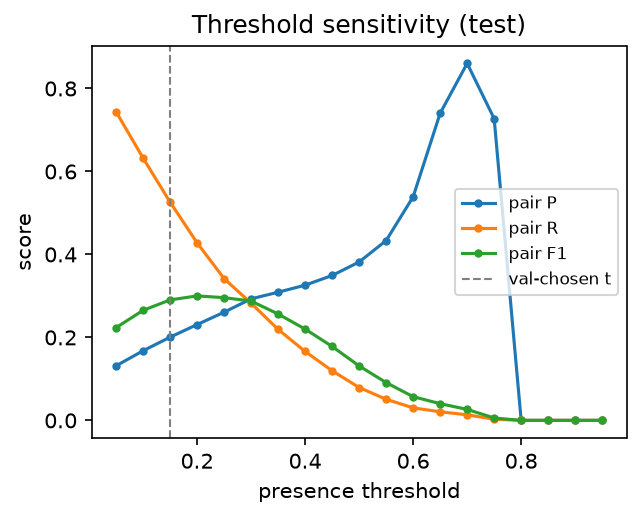 Threshold sensitivity (test)
score
0.8
0.6
0.4
0.2
0.0
pair P
pair R
pair F1
val-chosen t
0.2 0.4 0.6 0.8
presence threshold